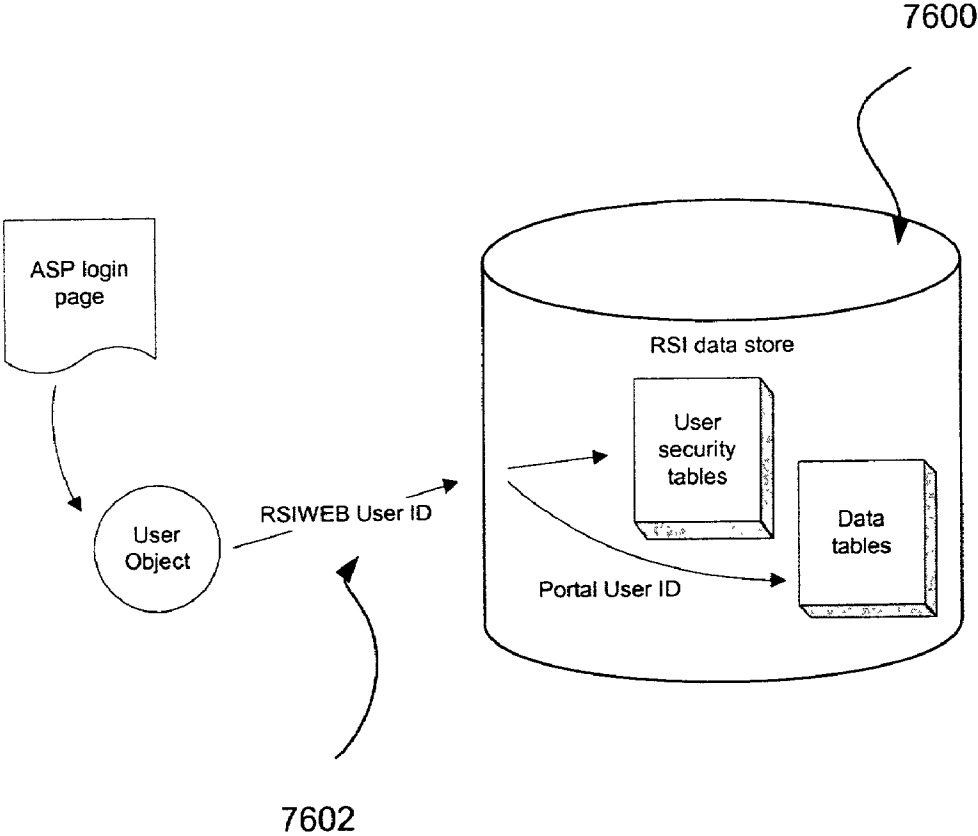 7600
ASP login
page
RSI data store
User
security
tables
RSIWEB User ID
User
Object
Data
tables
Portal User ID
7602